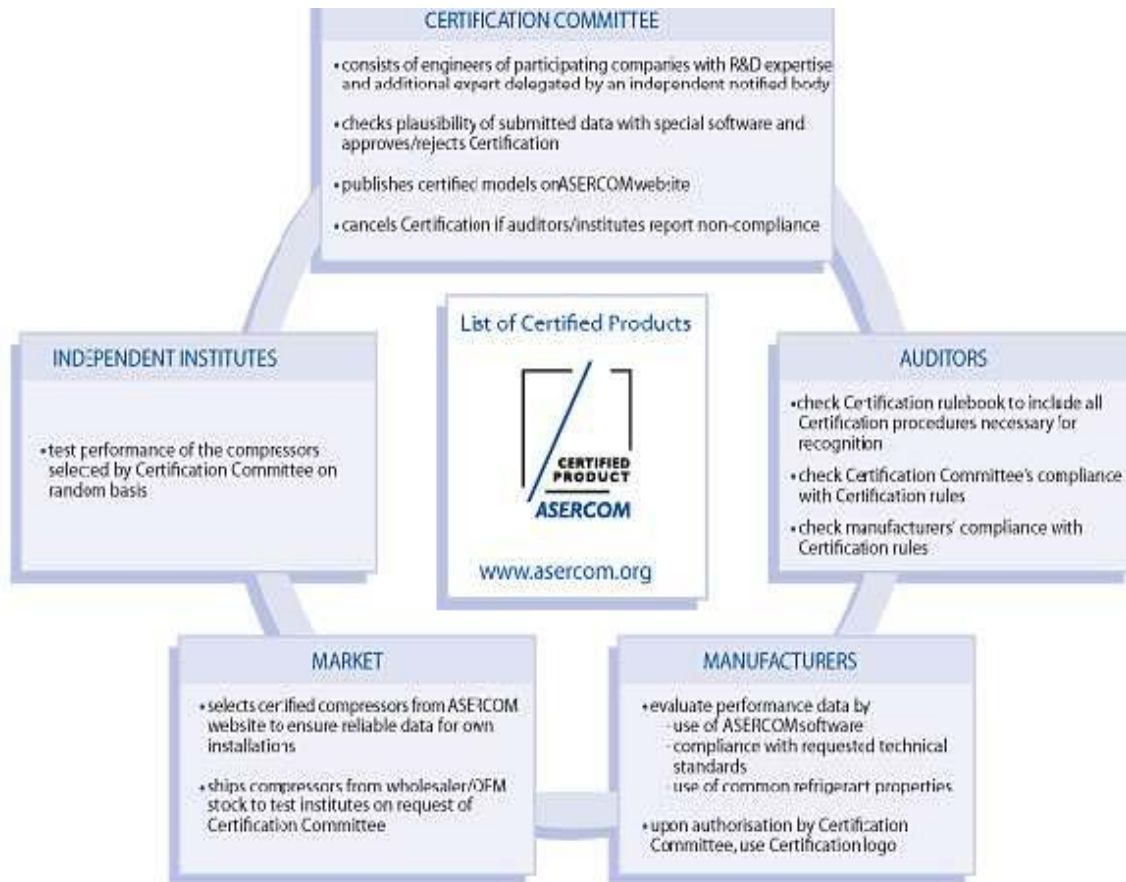 CERTIFICATION COMMITTEE
• consists of engineers of participating companies with R&D expertise
and additional expert delegated by an independent notified body
• checks plausibility of submitted data with special software and
approves/rejects Certification
• publishes certified models onASERCOMwebsite
• cancels Certification if auditors/institutes report non-compliance
INDEPENDENT INSTITUTES
• test performance of the compressors
selected by Certification Committee on
random basis
List of Certified Products
CERTIFIED
PRODUCT
ASERCOM
www.asercom.org
AUDITORS
• check Certification rulebook to include all
Certification procedures necessary for
recognition
• check Certification Committee's compliance
with Certification rules
• check manufacturers' compliance with
Certification rules
MARKET
• selects certified compressors from ASERCOM
website to ensure reliable data for own
installations
• ships compressors from wholesaler/OEM
stock to test institutes on request of
Certification Committee
MANUFACTURERS
• evaluate performance data by
- use of ASERCOMsoftware
- compliance with requested technical
standards
- use of common refrigerant properties
• upon authorisation by Certification
Committee, use Certification logo